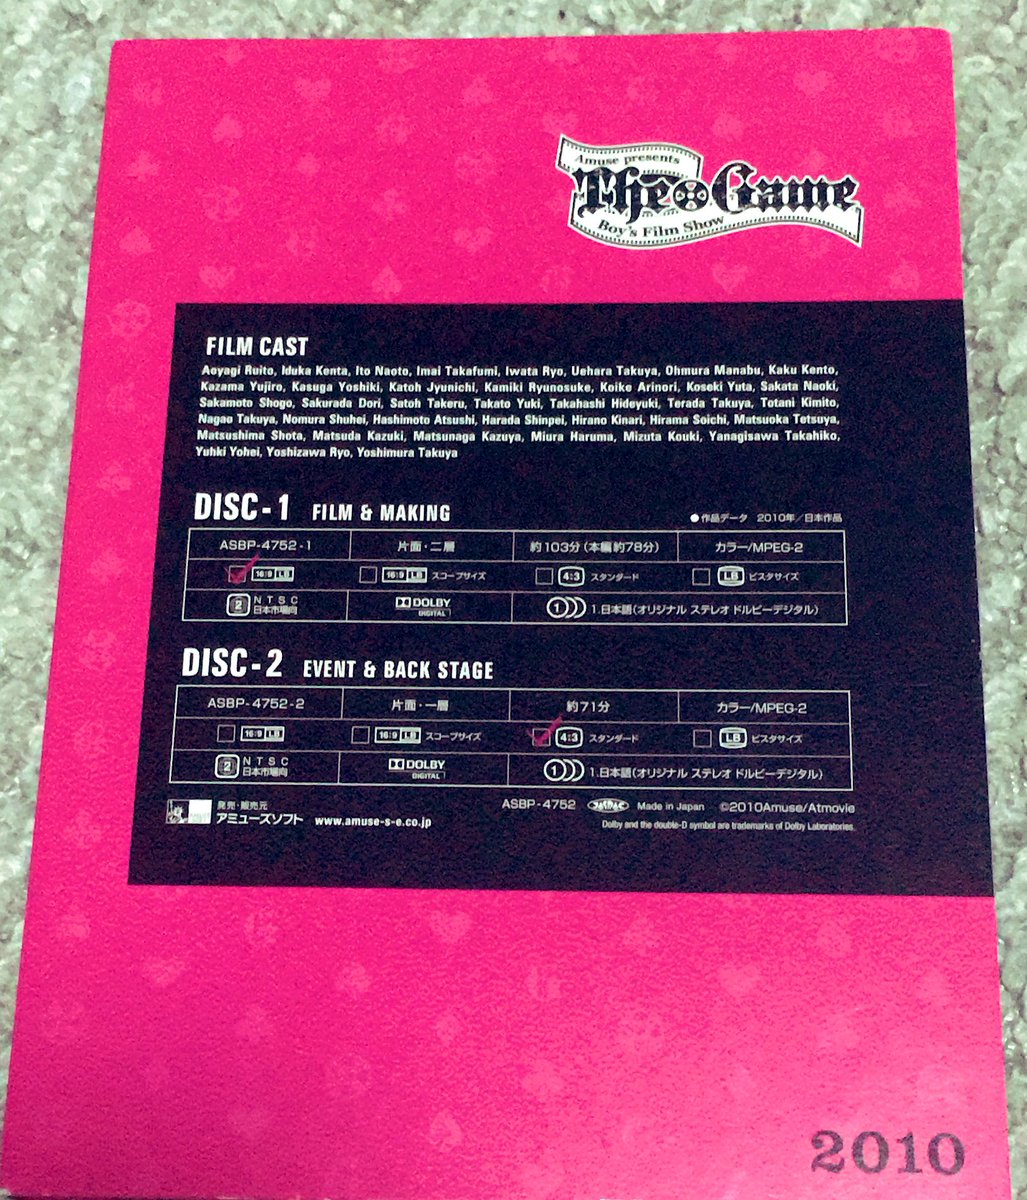 Amuse presents
The Game
Boy's Film Show
FILM CAST
Aoyagi Ruito, Iduka Kenta, Ito Naoto, Imai Takafumi, Iwata Ryo, Uehara Takuya, Ohmura Manabu, Kaku Kento,
Kazama Yujiro, Kasuga Yoshiki, Katoh Jyunichi, Kamiki Ryunosuke, Koike Arinori, Koseki Yuta, Sakata Naoki,
Sakamoto Shogo, Sakurada Dori, Satoh Takeru, Takato Yuki, Takahashi Hideyuki, Terada Takuya, Totani Kimito,
Nagao Takuya, Nomura Shuhei, Hashimoto Atsushi, Harada Shinpei, Hirano Kinari, Hirama Soichi, Matsuoka Tetsuya,
Matsushima Shota, Matsuda Kazuki, Matsunaga Kazuya, Miura Haruma, Mizuta Kouki, Yanagisawa Takahiko,
Yuhki Yohei, Yoshizawa Ryo, Yoshimura Takuya
DISC-1 FILM & MAKING
●作品データ 2010年/日本作品
ASBP-4752-1 片面・二層 約103分(本編約78分) カラー/MPEG-2
16:9 LB 16:9 LB スコープサイズ 4:3 スタンダード LB ビスタサイズ
2 NTSC 日本市場向 DOLBY DIGITAL 1 1.日本語(オリジナル ステレオ ドルビーデジタル)
DISC-2 EVENT & BACK STAGE
ASBP-4752-2 片面・一層 約71分 カラー/MPEG-2
16:9 LB 16:9 LB スコープサイズ 4:3 スタンダード LB ビスタサイズ
2 NTSC 日本市場向 DOLBY DIGITAL 1 1.日本語(オリジナル ステレオ ドルビーデジタル)
発売・販売元
アミューズソフト www.amuse-s-e.co.jp
ASBP-4752 JASRAC Made in Japan ©2010Amuse/Atmovie
Dolby and the double-D symbol are trademarks of Dolby Laboratories.
2010